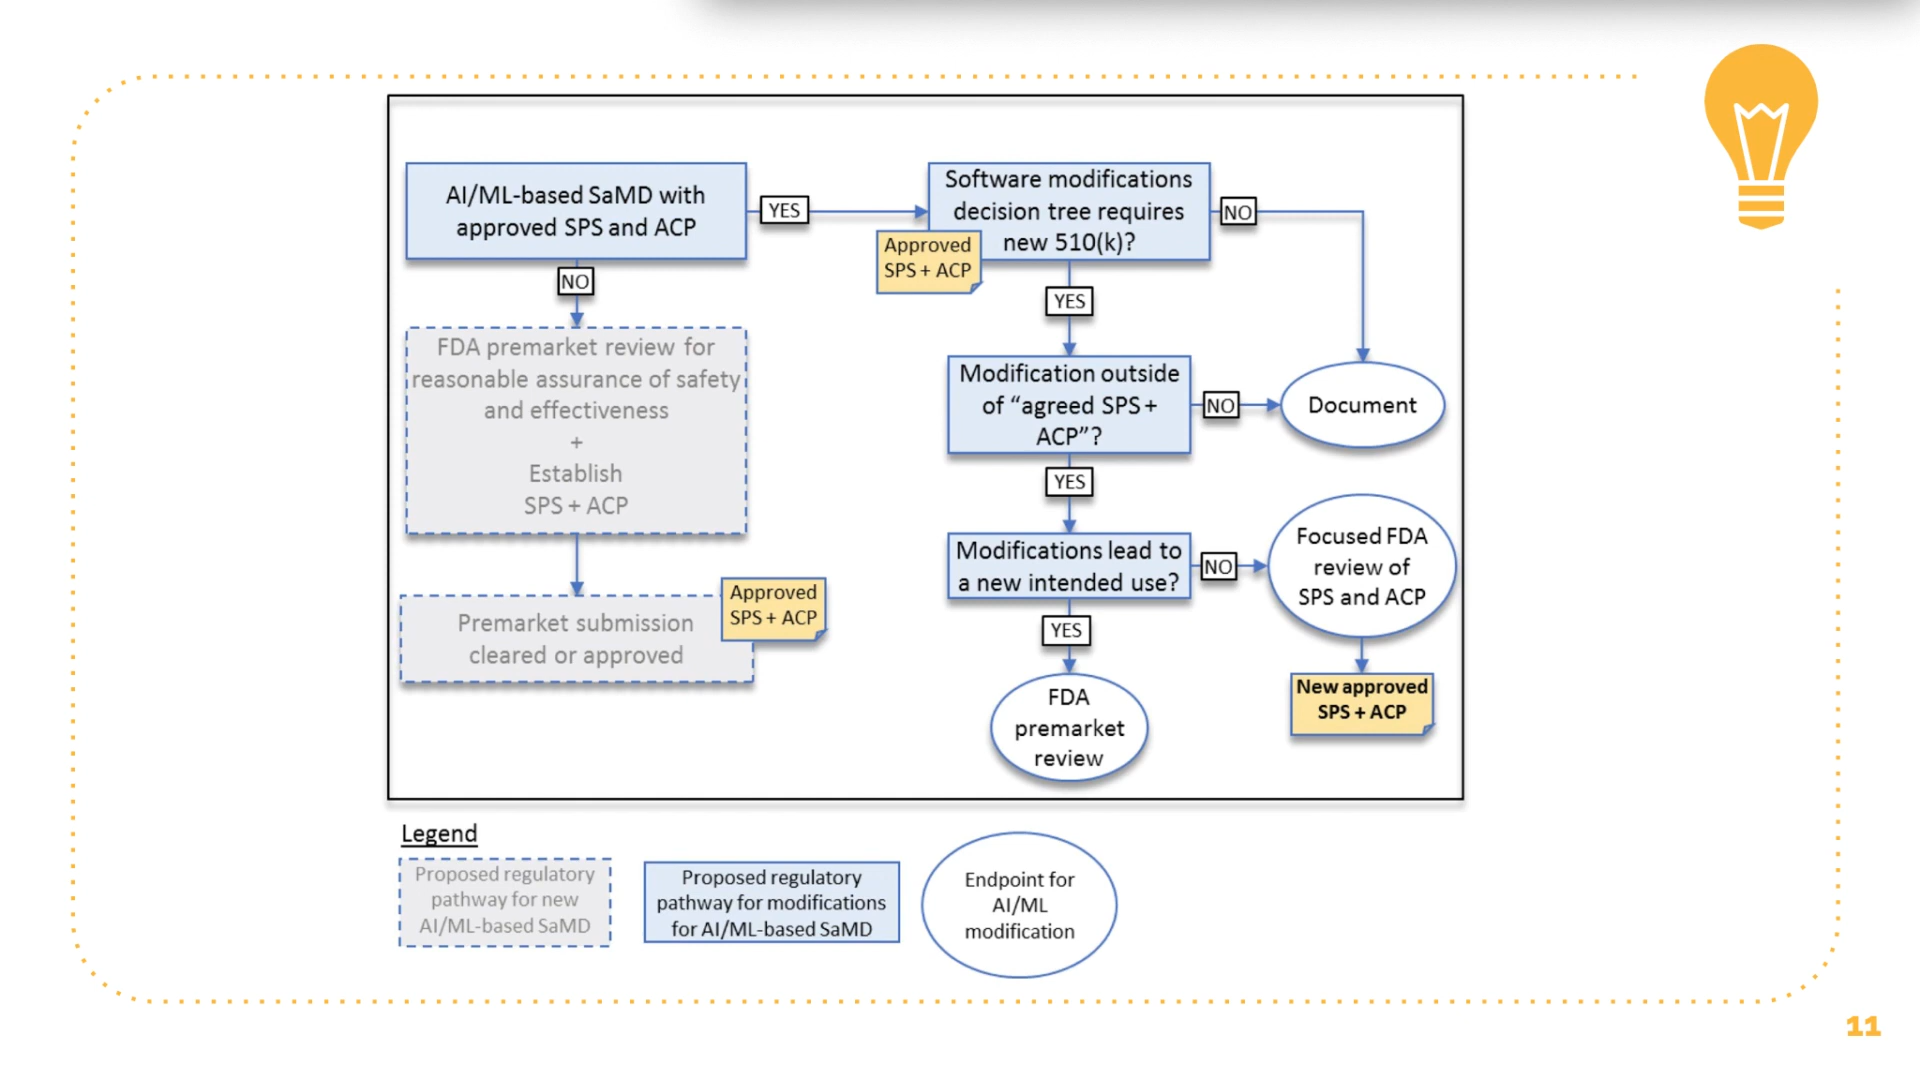 AI/ML-based SaMD with
approved SPS and ACP
YES
Software modifications
decision tree requires
new 510(k)?
Approved
SPS + ACP
NO
NO
YES
FDA premarket review for
reasonable assurance of safety
and effectiveness
+
Establish
SPS + ACP
Modification outside
of “agreed SPS +
ACP”?
NO
Document
YES
Modifications lead to
a new intended use?
NO
Focused FDA
review of
SPS and ACP
Premarket submission
cleared or approved
Approved
SPS + ACP
YES
FDA
premarket
review
New approved
SPS + ACP
Legend
Proposed regulatory
pathway for new
AI/ML-based SaMD
Proposed regulatory
pathway for modifications
for AI/ML-based SaMD
Endpoint for
AI/ML
modification
11